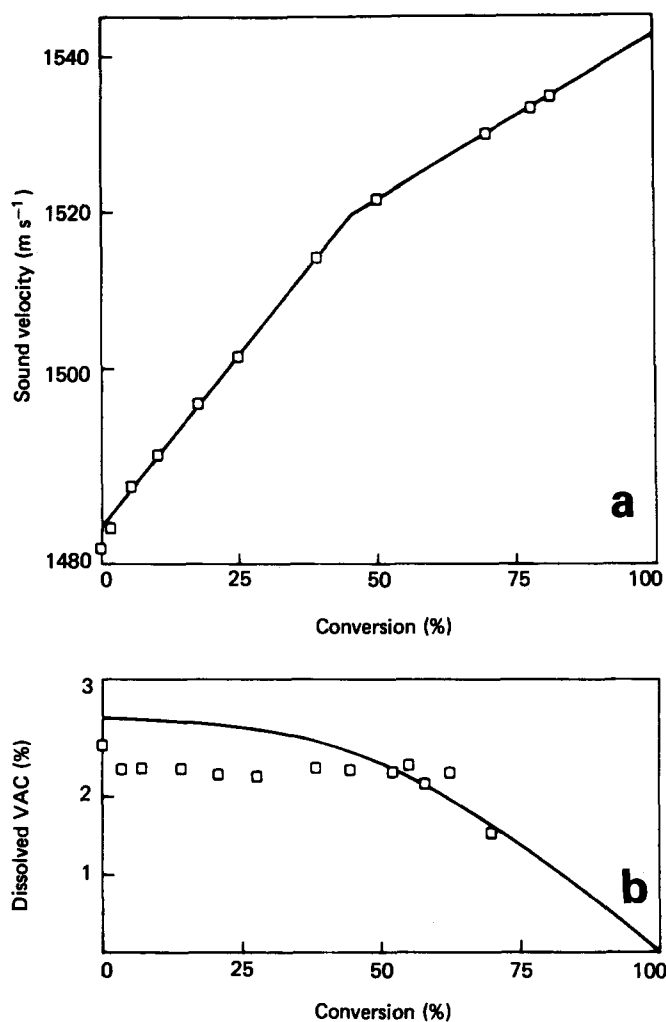 1540
1520
1500
1480
Sound velocity (m s⁻¹)
a
0 25 50 75 100
Conversion (%)
3
2
1
Dissolved VAC (%)
b
0 25 50 75 100
Conversion (%)